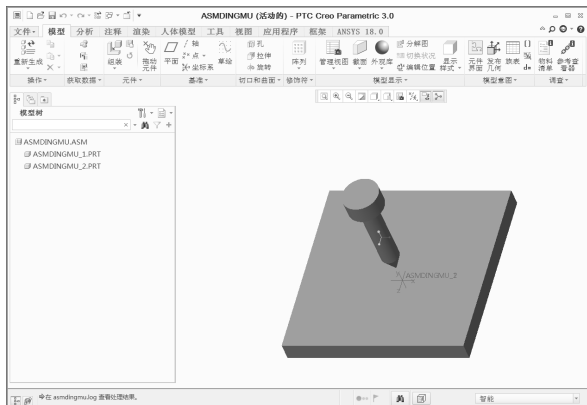 ASMDINGMU (活动的) - PTC Creo Parametric 3.0
文件 模型 分析 注释 渲染 人体模型 工具 视图 应用程序 框架 ANSYS 18.0
重新生成 组装 拖动元件 平面 轴 点 坐标系 草绘 孔 拉伸 旋转 阵列 管理视图 截面 外观库 分解图 切换状况 编辑位置 显示样式 元件界面 发布几何 族表 d= 物料清单 参考查看器
操作 获取数据 元件 基准 切口和曲面 修饰符 模型显示 模型意图 调查
模型树
ASMDINGMU.ASM
ASMDINGMU_1.PRT
ASMDINGMU_2.PRT
ASMDINGMU_2
在 asmdingmu.log 查看处理结果。
智能